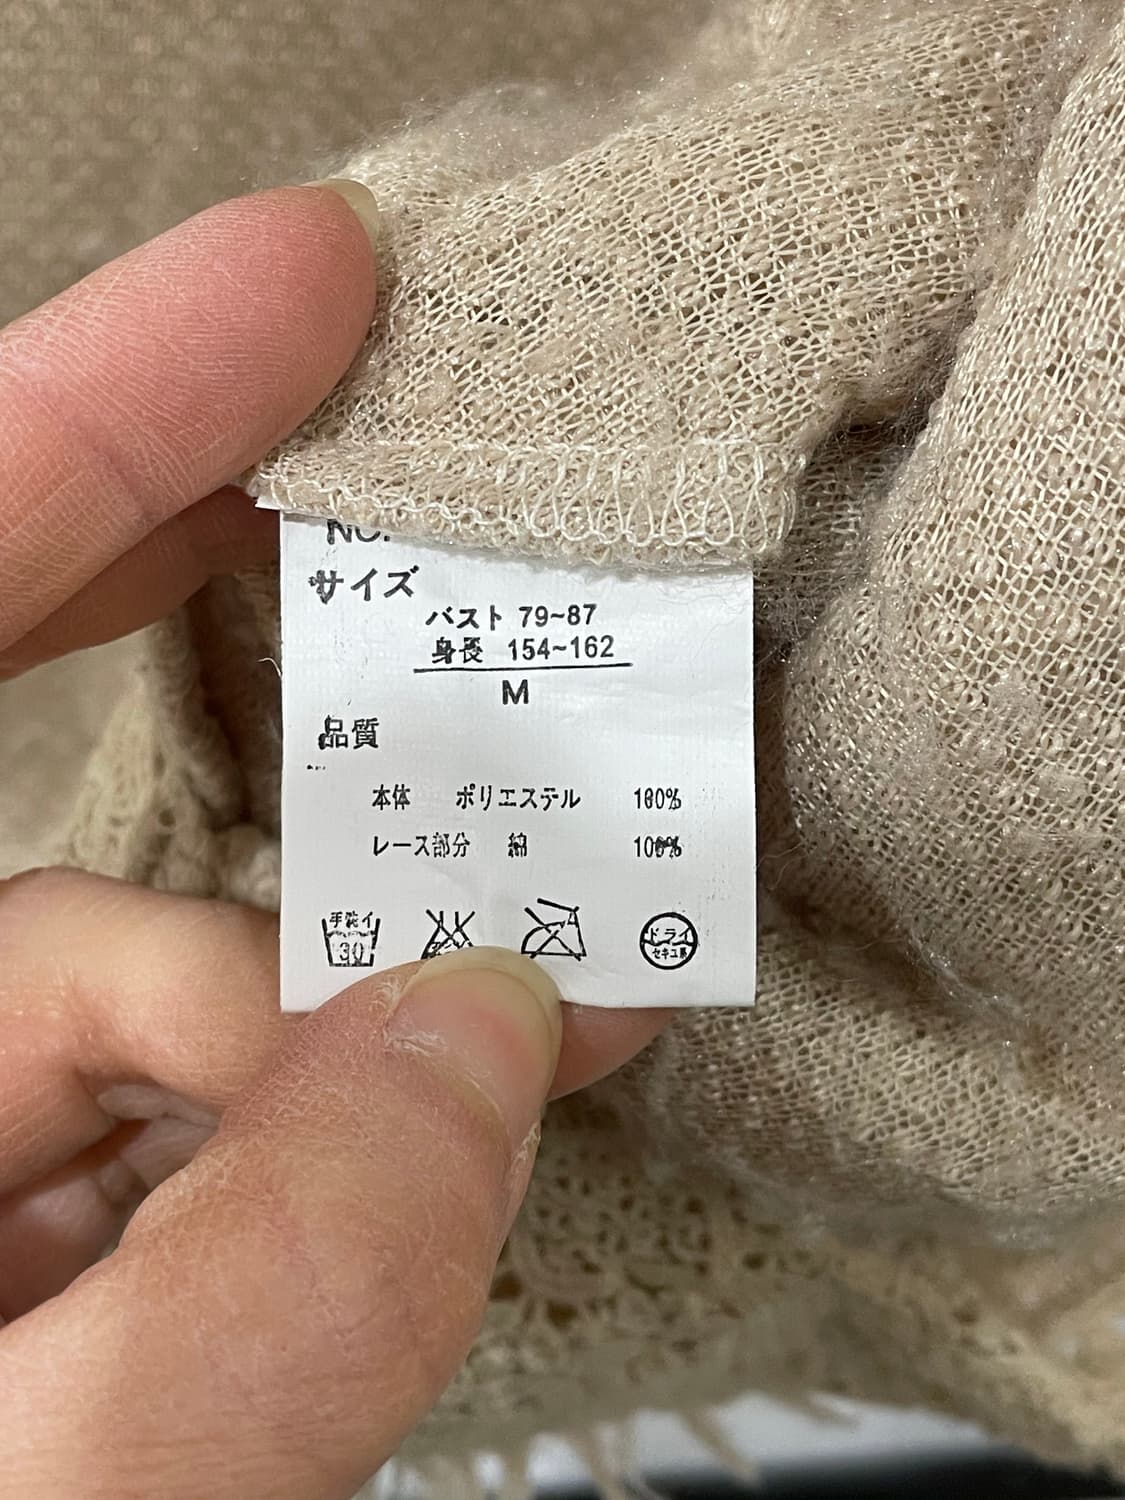 NO.
サイズ
バスト 79~87
身長 154~162
M
品質
本体 ポリエステル 100%
レース部分 綿 100%
手洗イ
30
ドライ
セキユ系